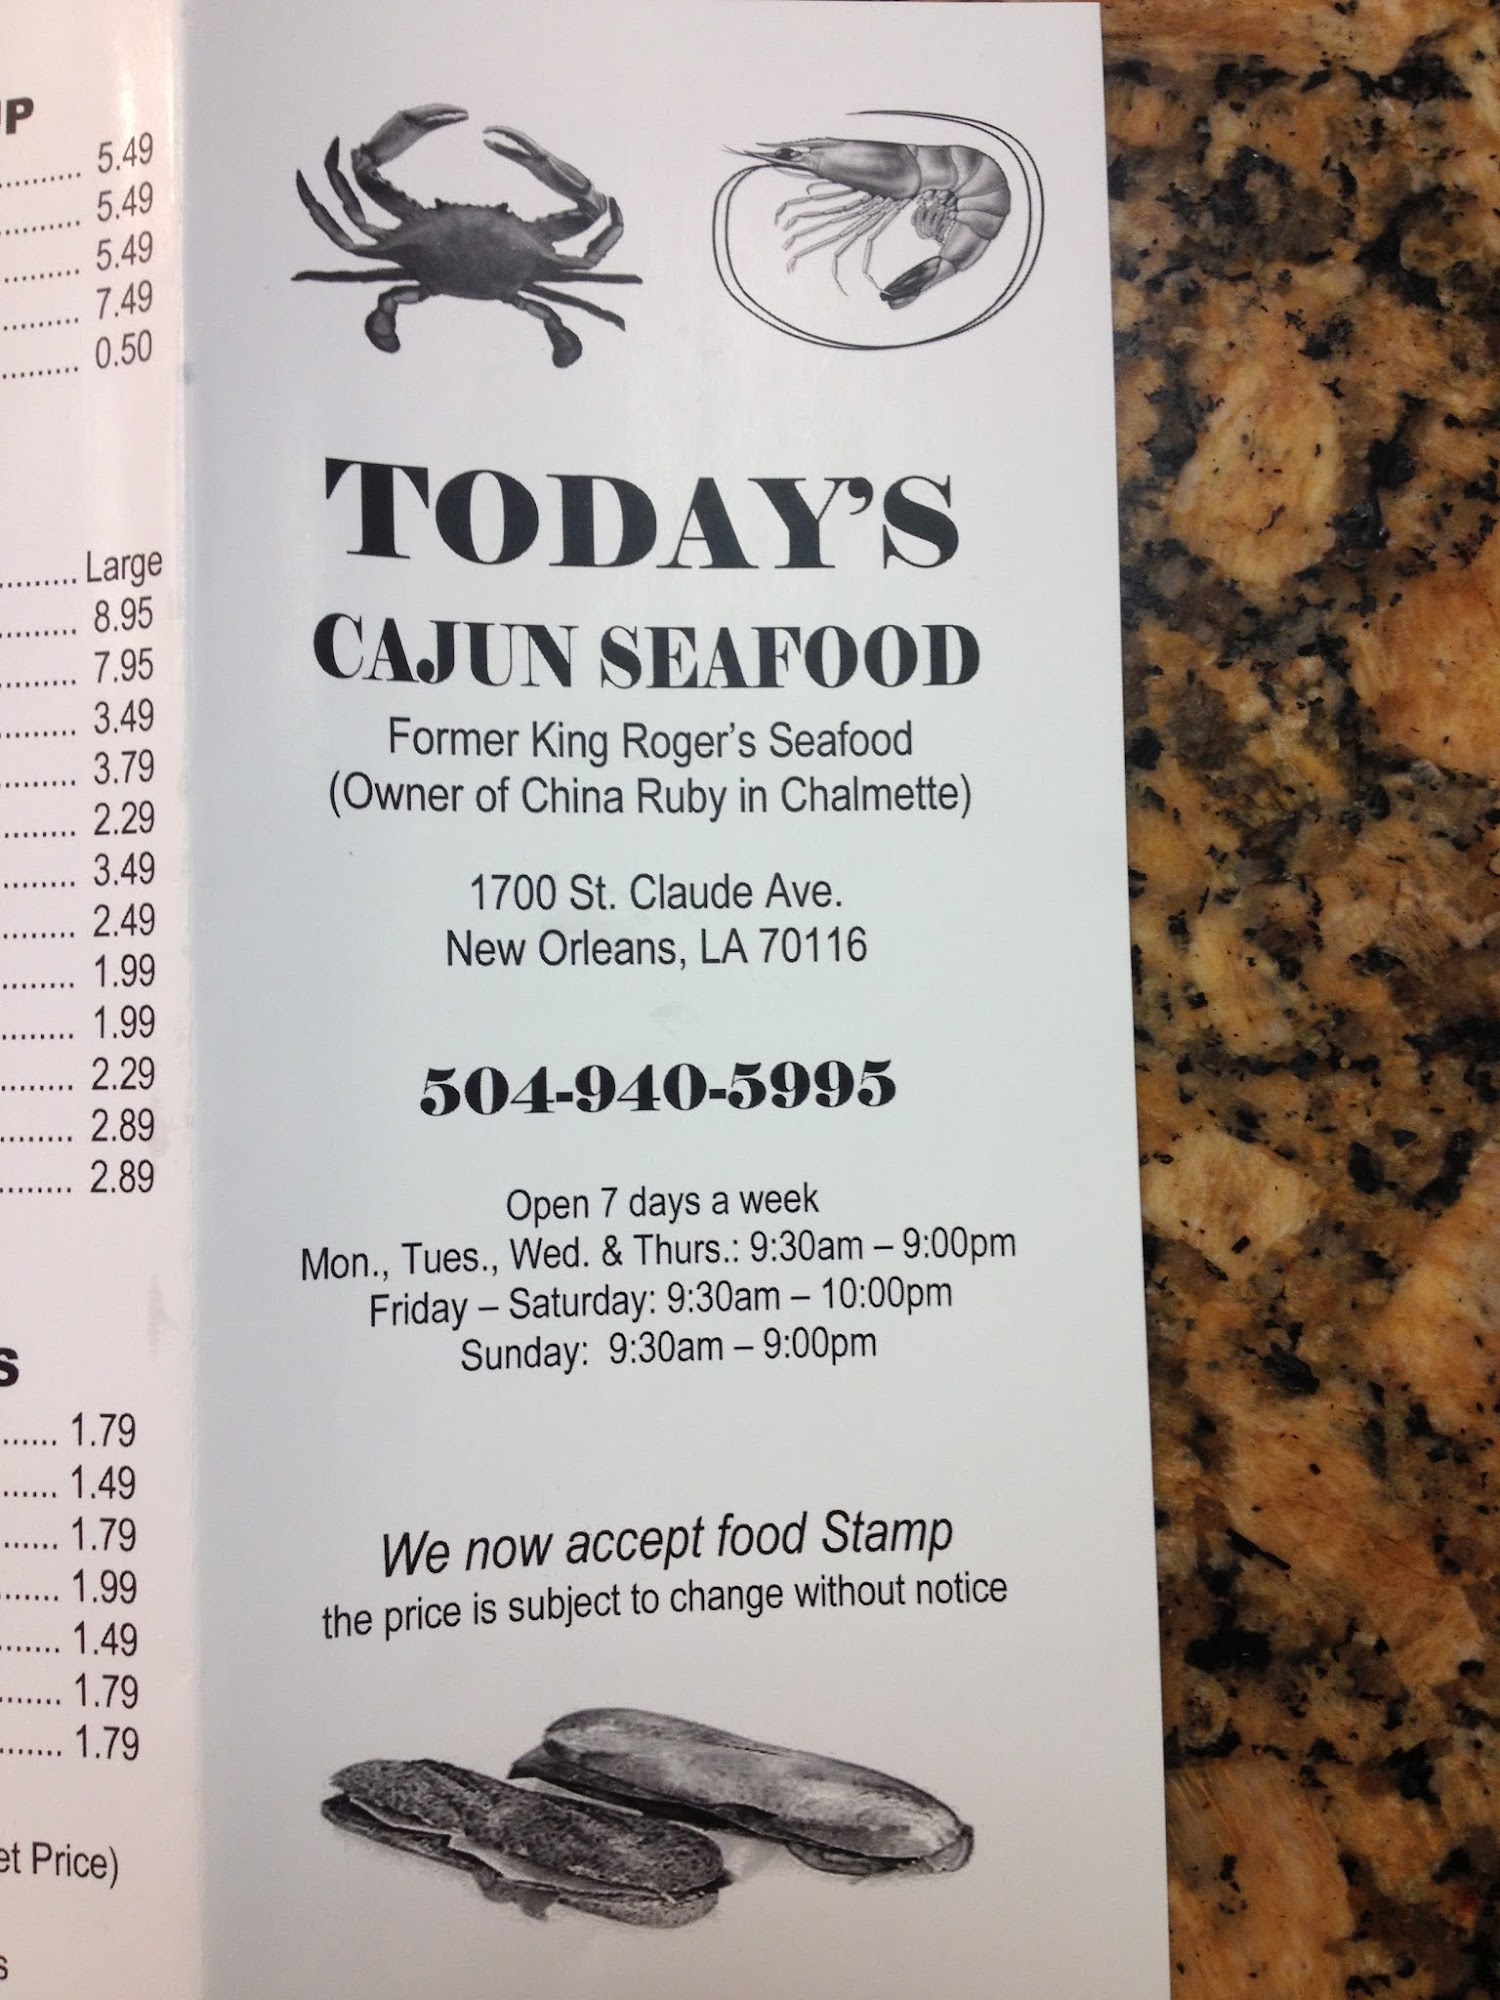 UP
5.49
5.49
5.49
7.49
0.50
Large
8.95
7.95
3.49
3.79
2.29
3.49
2.49
1.99
1.99
2.29
2.89
2.89
S
1.79
1.49
1.79
1.99
1.49
1.79
1.79
et Price)
s
TODAY'S
CAJUN SEAFOOD
Former King Roger's Seafood
(Owner of China Ruby in Chalmette)
1700 St. Claude Ave.
New Orleans, LA 70116
504-940-5995
Open 7 days a week
Mon., Tues., Wed. & Thurs.: 9:30am – 9:00pm
Friday – Saturday: 9:30am – 10:00pm
Sunday: 9:30am – 9:00pm
We now accept food Stamp
the price is subject to change without notice